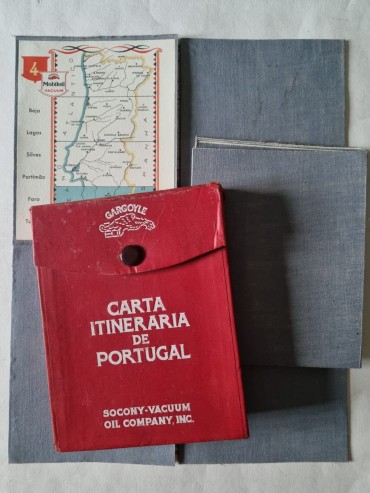 4
Mobiloil
VACUUM
Beja
Lagos
Silves
Portimão
Faro
GARGOYLE
CARTA
ITINERARIA
DE
PORTUGAL
SOCONY-VACUUM
OIL COMPANY, INC.